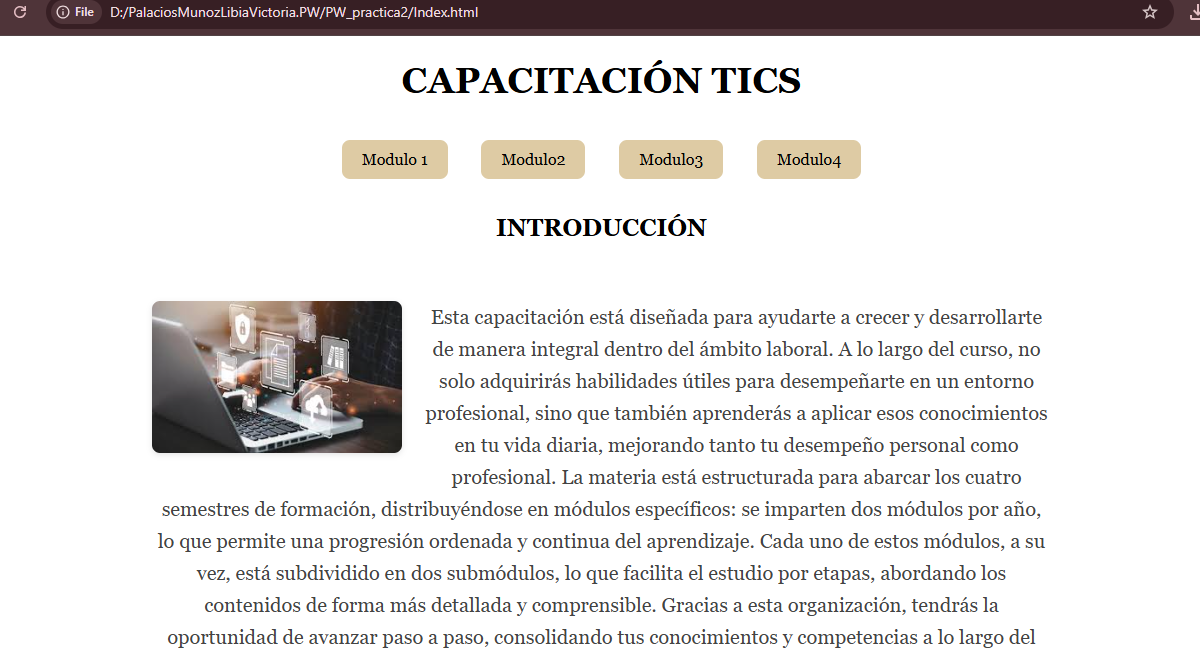 File D:/PalaciosMunozLibiaVictoria.PW/PW_practica2/Index.html
CAPACITACIÓN TICS
Modulo 1 Modulo2 Modulo3 Modulo4
INTRODUCCIÓN
Esta capacitación está diseñada para ayudarte a crecer y desarrollarte
de manera integral dentro del ámbito laboral. A lo largo del curso, no
solo adquirirás habilidades útiles para desempeñarte en un entorno
profesional, sino que también aprenderás a aplicar esos conocimientos
en tu vida diaria, mejorando tanto tu desempeño personal como
profesional. La materia está estructurada para abarcar los cuatro
semestres de formación, distribuyéndose en módulos específicos: se imparten dos módulos por año,
lo que permite una progresión ordenada y continua del aprendizaje. Cada uno de estos módulos, a su
vez, está subdividido en dos submódulos, lo que facilita el estudio por etapas, abordando los
contenidos de forma más detallada y comprensible. Gracias a esta organización, tendrás la
oportunidad de avanzar paso a paso, consolidando tus conocimientos y competencias a lo largo del